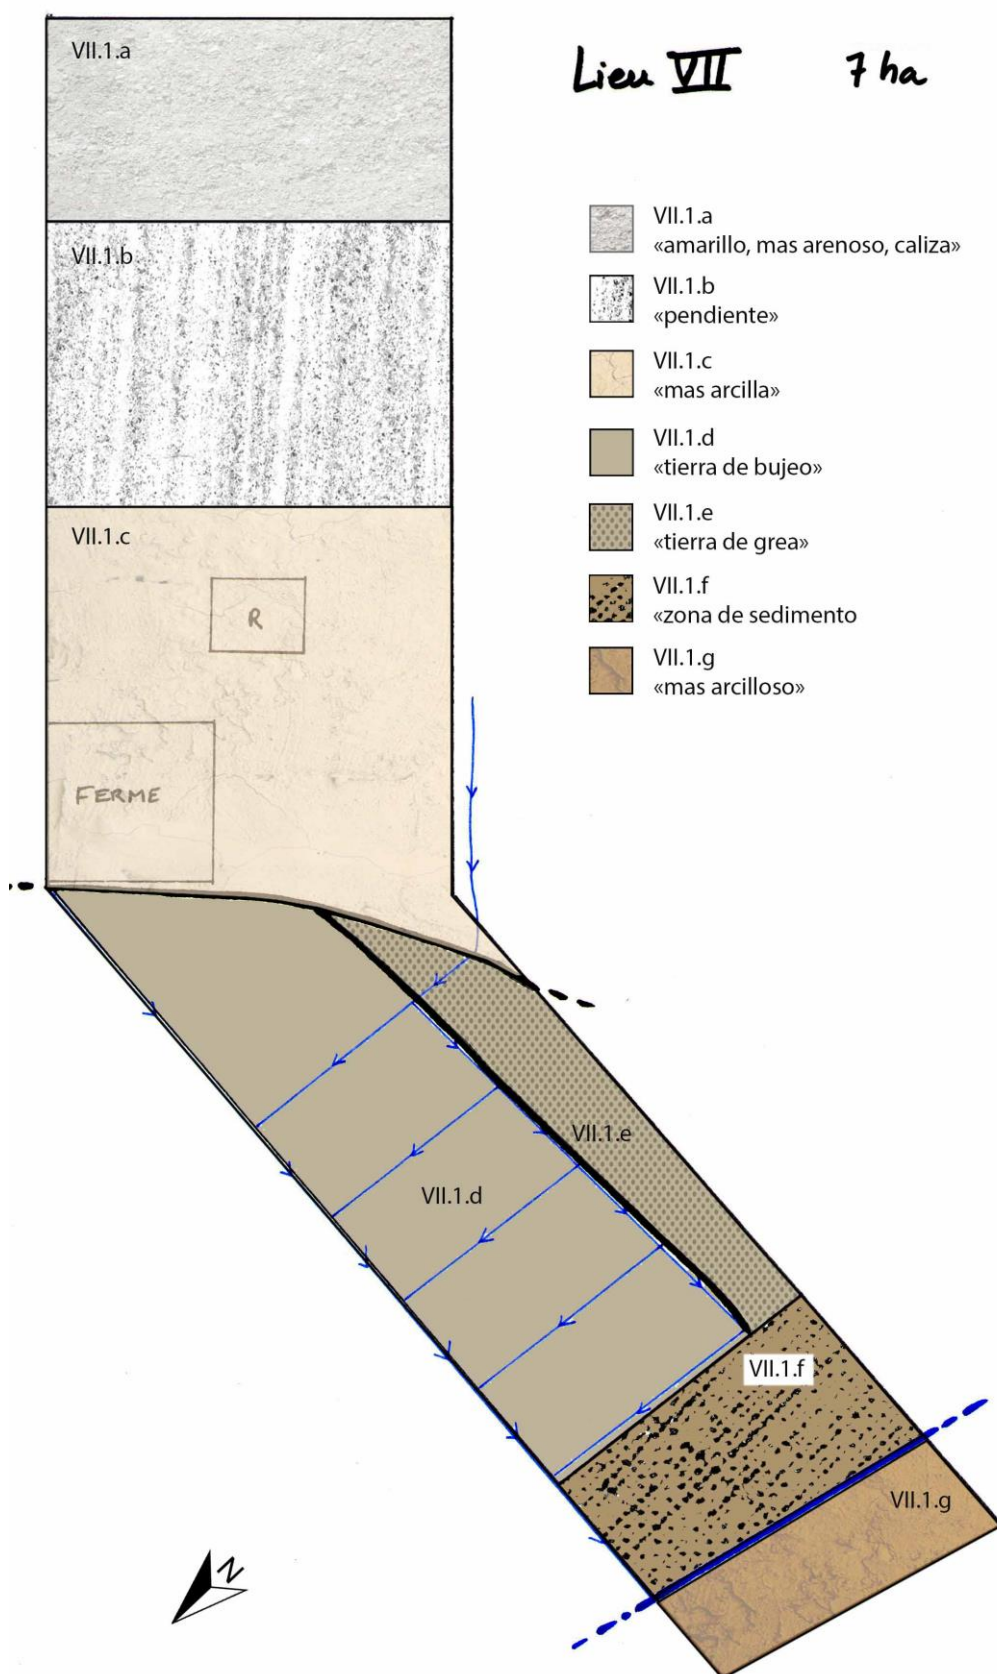 Lieu VII 7 ha
VII.1.a
VII.1.b
VII.1.c
R
FERME
VII.1.d
VII.1.e
VII.1.f
VII.1.g
N
VII.1.a
«amarillo, mas arenoso, caliza»
VII.1.b
«pendiente»
VII.1.c
«mas arcilla»
VII.1.d
«tierra de bujeo»
VII.1.e
«tierra de grea»
VII.1.f
«zona de sedimento
VII.1.g
«mas arcilloso»